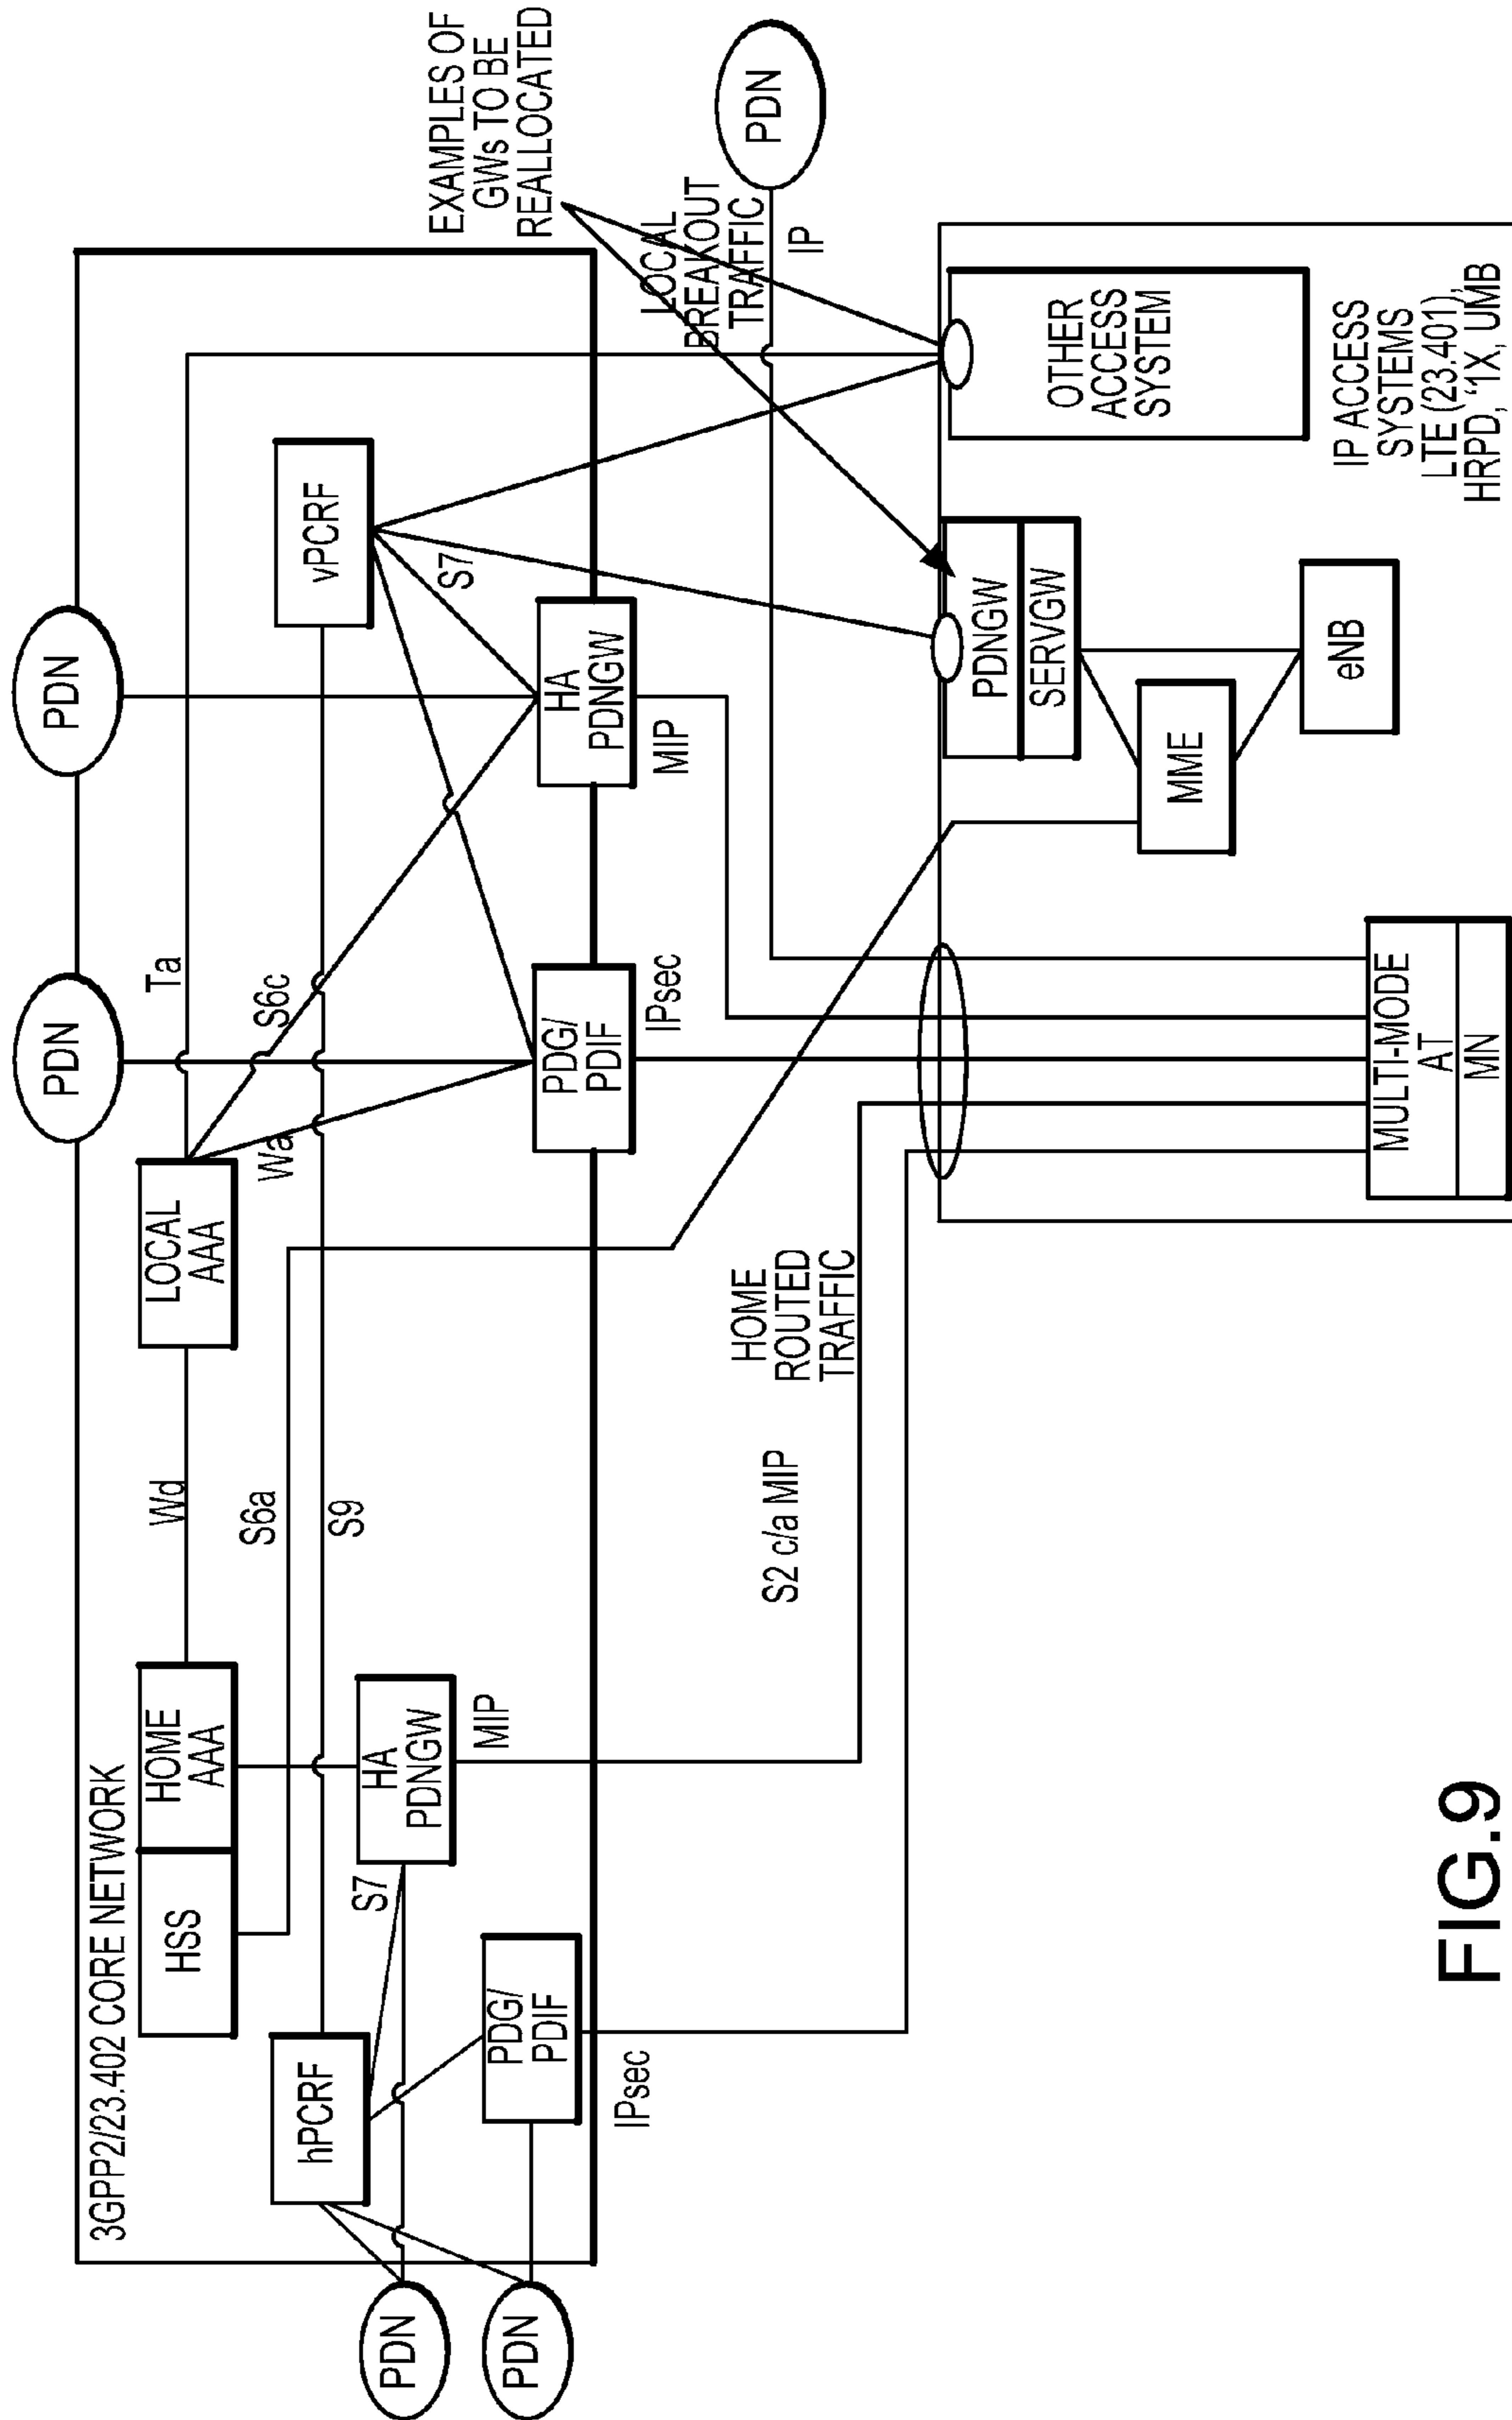 3GPP2/23.402 CORE NETWORK
HSS
HOME
AAA
Wd
LOCAL
AAA
Ta
PDN
PDN
S6a
S9
Wa
S6c
hPCRF
vPCRF
S7
S7
HA
PDNGW
MIP
PDG/
PDIF
IPsec
PDN
PDN
PDG/
PDIF
IPsec
HA
PDNGW
MIP
EXAMPLES OF
GWs TO BE
REALLOCATED
LOCAL
BREAKOUT
TRAFFIC
IP
PDN
HOME
ROUTED
TRAFFIC
S2 c/a MIP
PDNGW
SERVGW
MME
eNB
OTHER
ACCESS
SYSTEM
IP ACCESS
SYSTEMS
LTE (23.401),
HRPD, '1X, UMB
MULTI-MODE
AT
MN
FIG.9